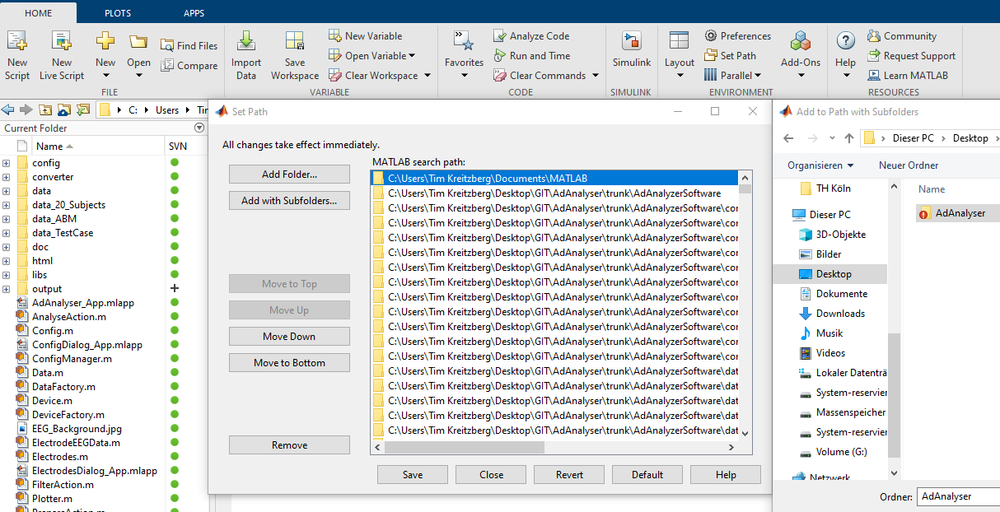 HOME PLOTS APPS
New Script
New Live Script
New
Open
Find Files
Compare
FILE
Import Data
Save Workspace
New Variable
Open Variable
Clear Workspace
VARIABLE
Favorites
Analyze Code
Run and Time
Clear Commands
CODE
Simulink
SIMULINK
Layout
Preferences
Set Path
Parallel
ENVIRONMENT
Add-Ons
Help
Community
Request Support
Learn MATLAB
RESOURCES
C: Users
Current Folder
Name SVN
config
converter
data
data_20_Subjects
data_ABM
data_TestCase
doc
html
libs
output
AdAnalyser_App.mlapp
AnalyseAction.m
Config.m
ConfigDialog_App.mlapp
ConfigManager.m
Data.m
DataFactory.m
Device.m
DeviceFactory.m
EEG_Background.jpg
ElectrodeEEGData.m
Electrodes.m
ElectrodesDialog_App.mlapp
FilterAction.m
Plotter.m
Set Path
All changes take effect immediately.
Add Folder...
Add with Subfolders...
Move to Top
Move Up
Move Down
Move to Bottom
Remove
MATLAB search path:
C:\Users\Tim Kreitzberg\Documents\MATLAB
C:\Users\Tim Kreitzberg\Desktop\GIT\AdAnalyser\trunk\AdAnalyzerSoftware
C:\Users\Tim Kreitzberg\Desktop\GIT\AdAnalyser\trunk\AdAnalyzerSoftware\cor
C:\Users\Tim Kreitzberg\Desktop\GIT\AdAnalyser\trunk\AdAnalyzerSoftware\cor
C:\Users\Tim Kreitzberg\Desktop\GIT\AdAnalyser\trunk\AdAnalyzerSoftware\cor
C:\Users\Tim Kreitzberg\Desktop\GIT\AdAnalyser\trunk\AdAnalyzerSoftware\cor
C:\Users\Tim Kreitzberg\Desktop\GIT\AdAnalyser\trunk\AdAnalyzerSoftware\cor
C:\Users\Tim Kreitzberg\Desktop\GIT\AdAnalyser\trunk\AdAnalyzerSoftware\cor
C:\Users\Tim Kreitzberg\Desktop\GIT\AdAnalyser\trunk\AdAnalyzerSoftware\cor
C:\Users\Tim Kreitzberg\Desktop\GIT\AdAnalyser\trunk\AdAnalyzerSoftware\cor
C:\Users\Tim Kreitzberg\Desktop\GIT\AdAnalyser\trunk\AdAnalyzerSoftware\cor
C:\Users\Tim Kreitzberg\Desktop\GIT\AdAnalyser\trunk\AdAnalyzerSoftware\cor
C:\Users\Tim Kreitzberg\Desktop\GIT\AdAnalyser\trunk\AdAnalyzerSoftware\cor
C:\Users\Tim Kreitzberg\Desktop\GIT\AdAnalyser\trunk\AdAnalyzerSoftware\dat
C:\Users\Tim Kreitzberg\Desktop\GIT\AdAnalyser\trunk\AdAnalyzerSoftware\dat
C:\Users\Tim Kreitzberg\Desktop\GIT\AdAnalyser\trunk\AdAnalyzerSoftware\dat
C:\Users\Tim Kreitzberg\Desktop\GIT\AdAnalyser\trunk\AdAnalyzerSoftware\dat
C:\Users\Tim Kreitzberg\Desktop\GIT\AdAnalyser\trunk\AdAnalyzerSoftware\dat
Save Close Revert Default Help
Add to Path with Subfolders
Dieser PC Desktop
Organisieren Neuer Ordner
TH Köln
Dieser PC
3D-Objekte
Bilder
Desktop
Dokumente
Downloads
Musik
Videos
Lokaler Datenträ
System-reservier
Massenspeicher
System-reservier
Volume (G:)
Netzwerk
Name
AdAnalyser
Ordner: AdAnalyser